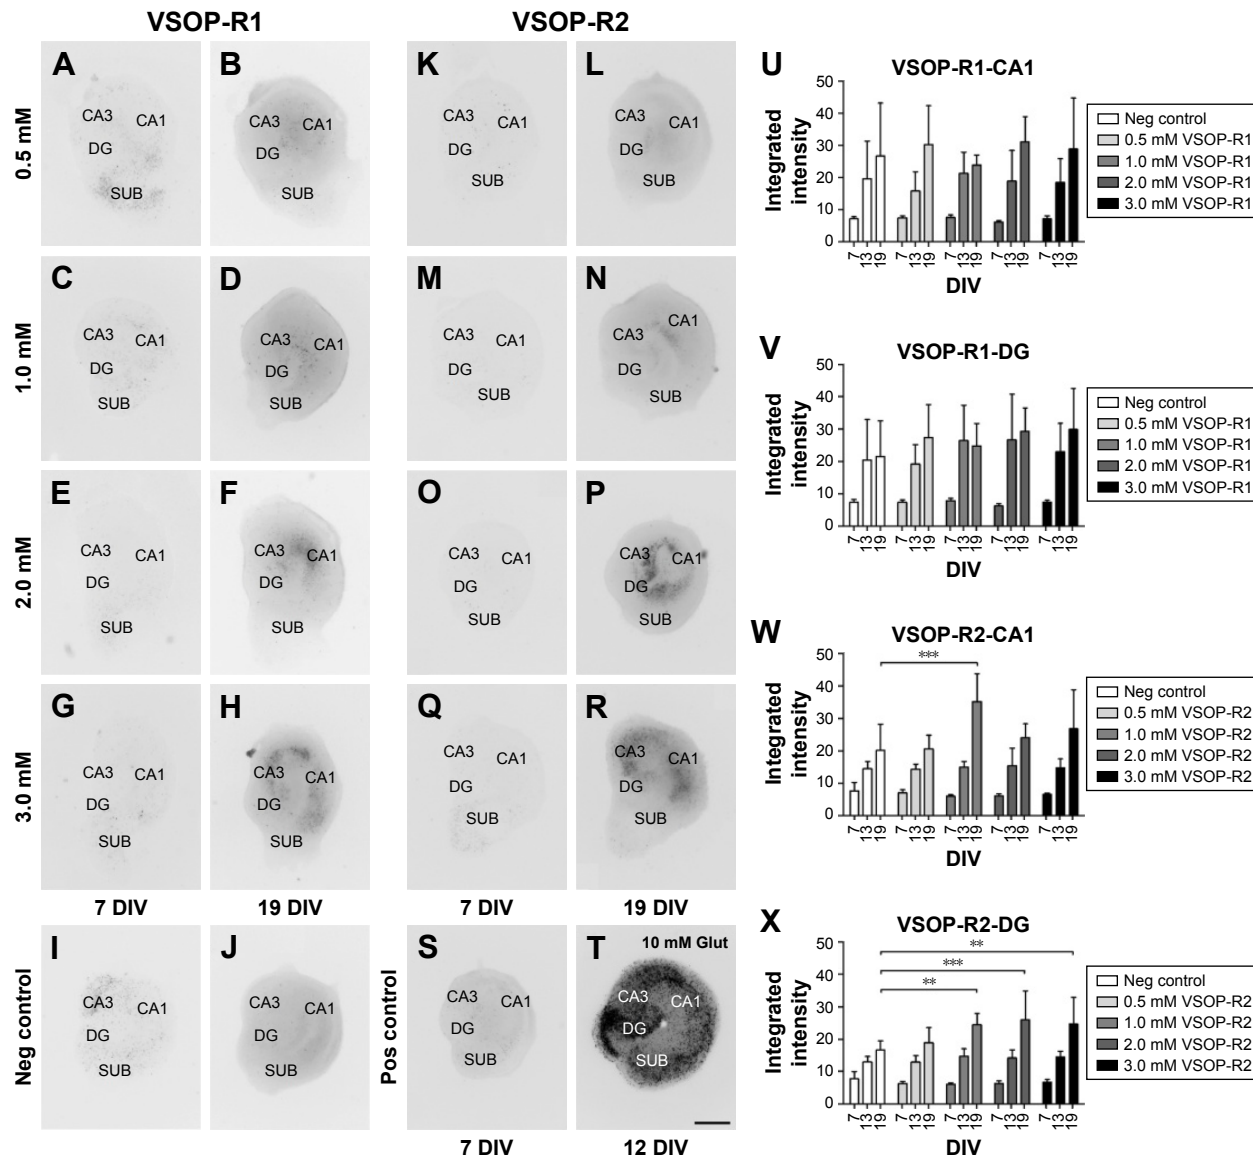 VSOP-R1
VSOP-R2
0.5 mM
A
CA3
CA1
DG
SUB
B
CA3
CA1
DG
SUB
K
CA3
CA1
DG
SUB
L
CA3
CA1
DG
SUB
1.0 mM
C
CA3
CA1
DG
SUB
D
CA3
CA1
DG
SUB
M
CA3
CA1
DG
SUB
N
CA3
CA1
DG
SUB
2.0 mM
E
CA3
CA1
DG
SUB
F
CA3
CA1
DG
SUB
O
CA3
CA1
DG
SUB
P
CA3
CA1
DG
SUB
3.0 mM
G
CA3
CA1
DG
SUB
H
CA3
CA1
DG
SUB
Q
CA3
CA1
DG
SUB
R
CA3
CA1
DG
SUB
7 DIV
19 DIV
7 DIV
19 DIV
Neg control
I
CA3
CA1
DG
SUB
J
CA3
CA1
DG
SUB
Pos control
S
CA3
CA1
DG
SUB
T
10 mM Glut
CA3
CA1
DG
SUB
7 DIV
12 DIV
U
VSOP-R1-CA1
Integrated
intensity
50
40
30
20
10
0
7 13 19 7 13 19 7 13 19 7 13 19 7 13 19
DIV
Neg control
0.5 mM VSOP-R1
1.0 mM VSOP-R1
2.0 mM VSOP-R1
3.0 mM VSOP-R1
V
VSOP-R1-DG
Integrated
intensity
50
40
30
20
10
0
7 13 19 7 13 19 7 13 19 7 13 19 7 13 19
DIV
Neg control
0.5 mM VSOP-R1
1.0 mM VSOP-R1
2.0 mM VSOP-R1
3.0 mM VSOP-R1
W
VSOP-R2-CA1
Integrated
intensity
50
40
30
20
10
0
***
7 13 19 7 13 19 7 13 19 7 13 19 7 13 19
DIV
Neg control
0.5 mM VSOP-R2
1.0 mM VSOP-R2
2.0 mM VSOP-R2
3.0 mM VSOP-R2
X
VSOP-R2-DG
Integrated
intensity
50
40
30
20
10
0
**
***
**
7 13 19 7 13 19 7 13 19 7 13 19 7 13 19
DIV
Neg control
0.5 mM VSOP-R2
1.0 mM VSOP-R2
2.0 mM VSOP-R2
3.0 mM VSOP-R2